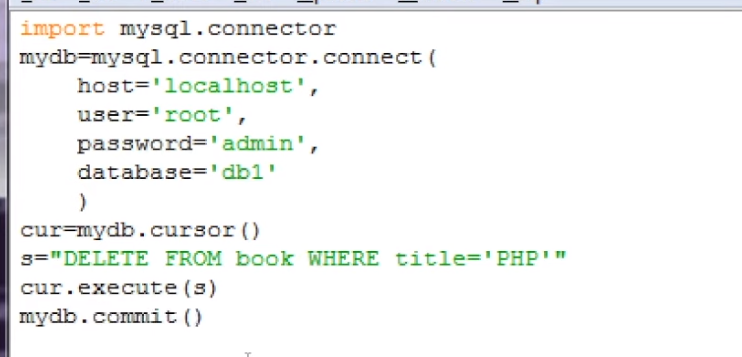 import mysql.connector
mydb=mysql.connector.connect(
    host='localhost',
    user='root',
    password='admin',
    database='db1'
    )
cur=mydb.cursor()
s="DELETE FROM book WHERE title='PHP'"
cur.execute(s)
mydb.commit()